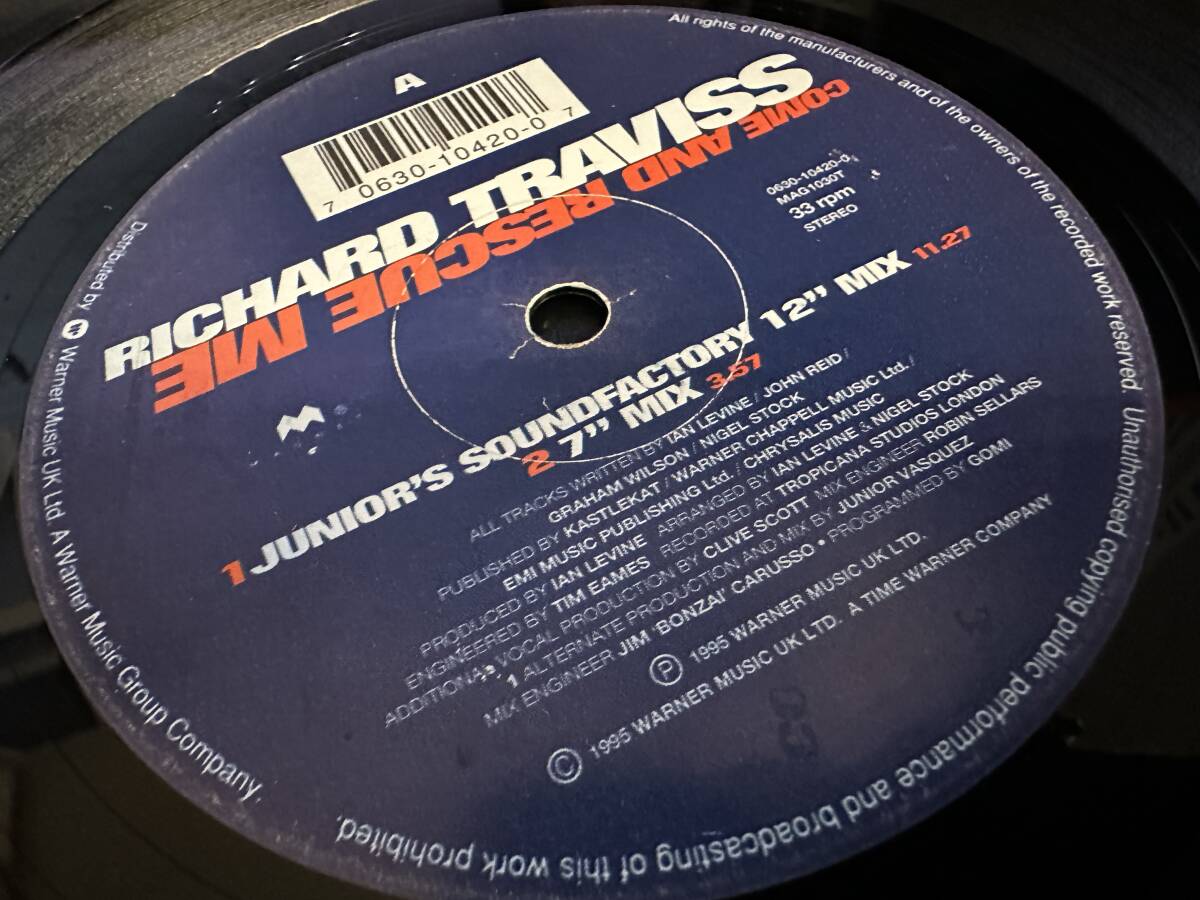 A
7 0630-10420-0 7
RICHARD TRAVISS
COME AND RESCUE ME
0630-10420-0
MAG1030T
33 rpm
STEREO
1 JUNIOR'S SOUNDFACTORY 12" MIX 11.27
2 7" MIX 3.57
ALL TRACKS WRITTEN BY IAN LEVINE / JOHN REID /
GRAHAM WILSON / NIGEL STOCK
PUBLISHED BY KASTLEKAT / WARNER CHAPPELL MUSIC Ltd. /
EMI MUSIC PUBLISHING Ltd. / CHRYSALIS MUSIC
PRODUCED BY IAN LEVINE ARRANGED BY IAN LEVINE & NIGEL STOCK
ENGINEERED BY TIM EAMES RECORDED AT TROPICANA STUDIOS LONDON
ADDITIONAL VOCAL PRODUCTION BY CLIVE SCOTT MIX ENGINEER ROBIN SELLARS
1 ALTERNATE PRODUCTION AND MIX BY JUNIOR VASQUEZ
MIX ENGINEER JIM 'BONZAI' CARUSSO • PROGRAMMED BY GOMI
Ⓟ 1995 WARNER MUSIC UK LTD.
© 1995 WARNER MUSIC UK LTD. A TIME WARNER COMPANY
All rights of the manufacturers and of the owners of the recorded work reserved. Unauthorised copying public performance and broadcasting of this work prohibited.
Distributed by Warner Music UK Ltd. A Warner Music Group Company.